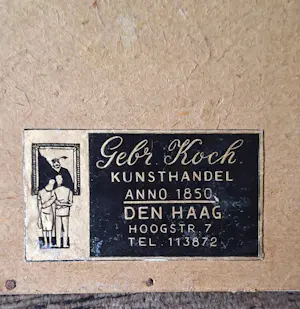 Gebr. Koch.
KUNSTHANDEL
ANNO 1850
DEN HAAG
HOOGSTR. 7
TEL. 113872